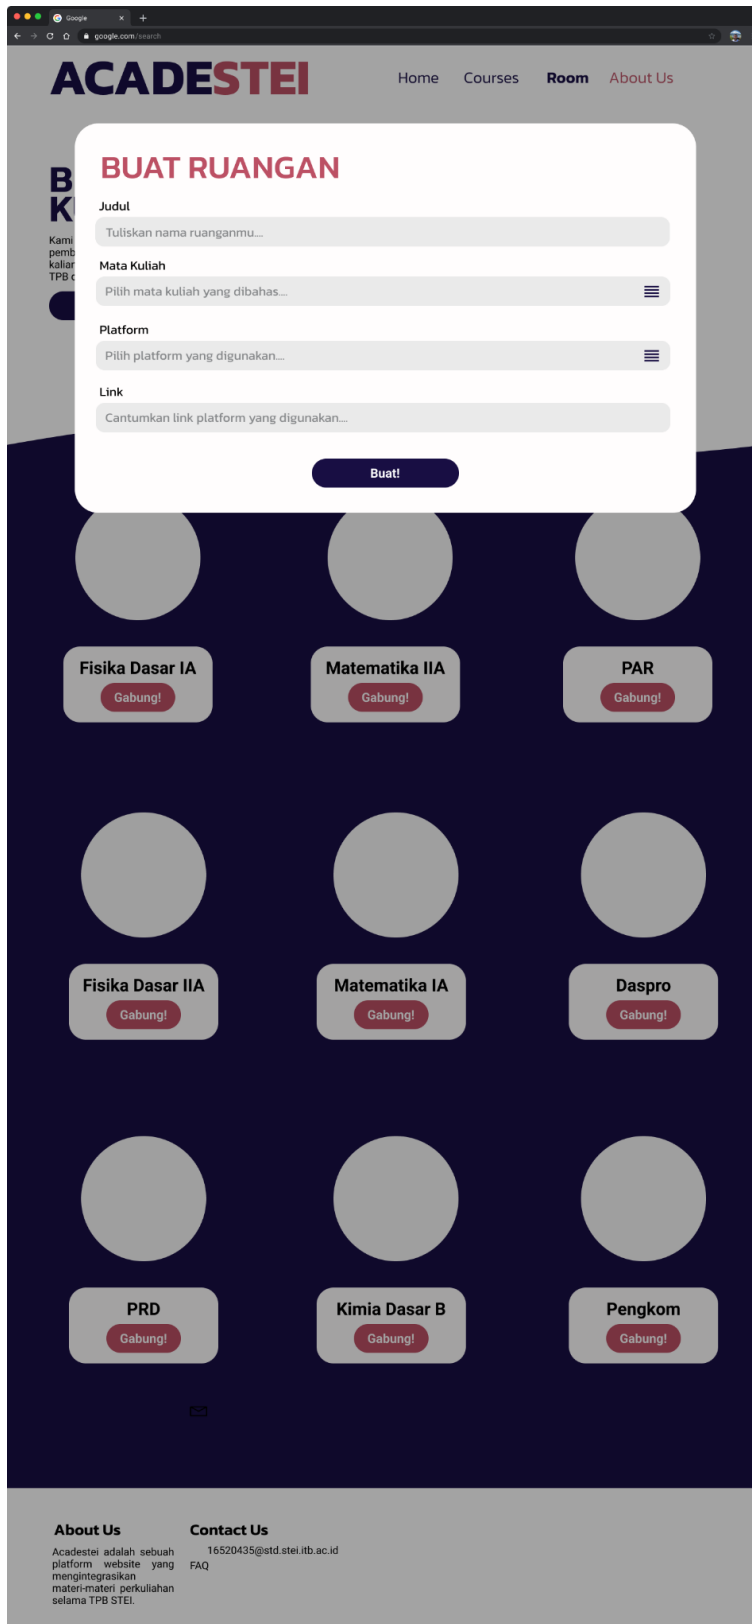 Google
google.com/search
ACADESTEI
Home Courses Room About Us
BUAT RUANGAN
Judul
Tuliskan nama ruanganmu....
Mata Kuliah
Pilih mata kuliah yang dibahas....
Platform
Pilih platform yang digunakan....
Link
Cantumkan link platform yang digunakan....
Buat!
B
K
Kami
pemb
kalian
TPB
Fisika Dasar IA
Gabung!
Matematika IIA
Gabung!
PAR
Gabung!
Fisika Dasar IIA
Gabung!
Matematika IA
Gabung!
Daspro
Gabung!
PRD
Gabung!
Kimia Dasar B
Gabung!
Pengkom
Gabung!
About Us
Acadestei adalah sebuah
platform website yang
mengintegrasikan
materi-materi perkuliahan
selama TPB STEI.
Contact Us
16520435@std.stei.itb.ac.id
FAQ